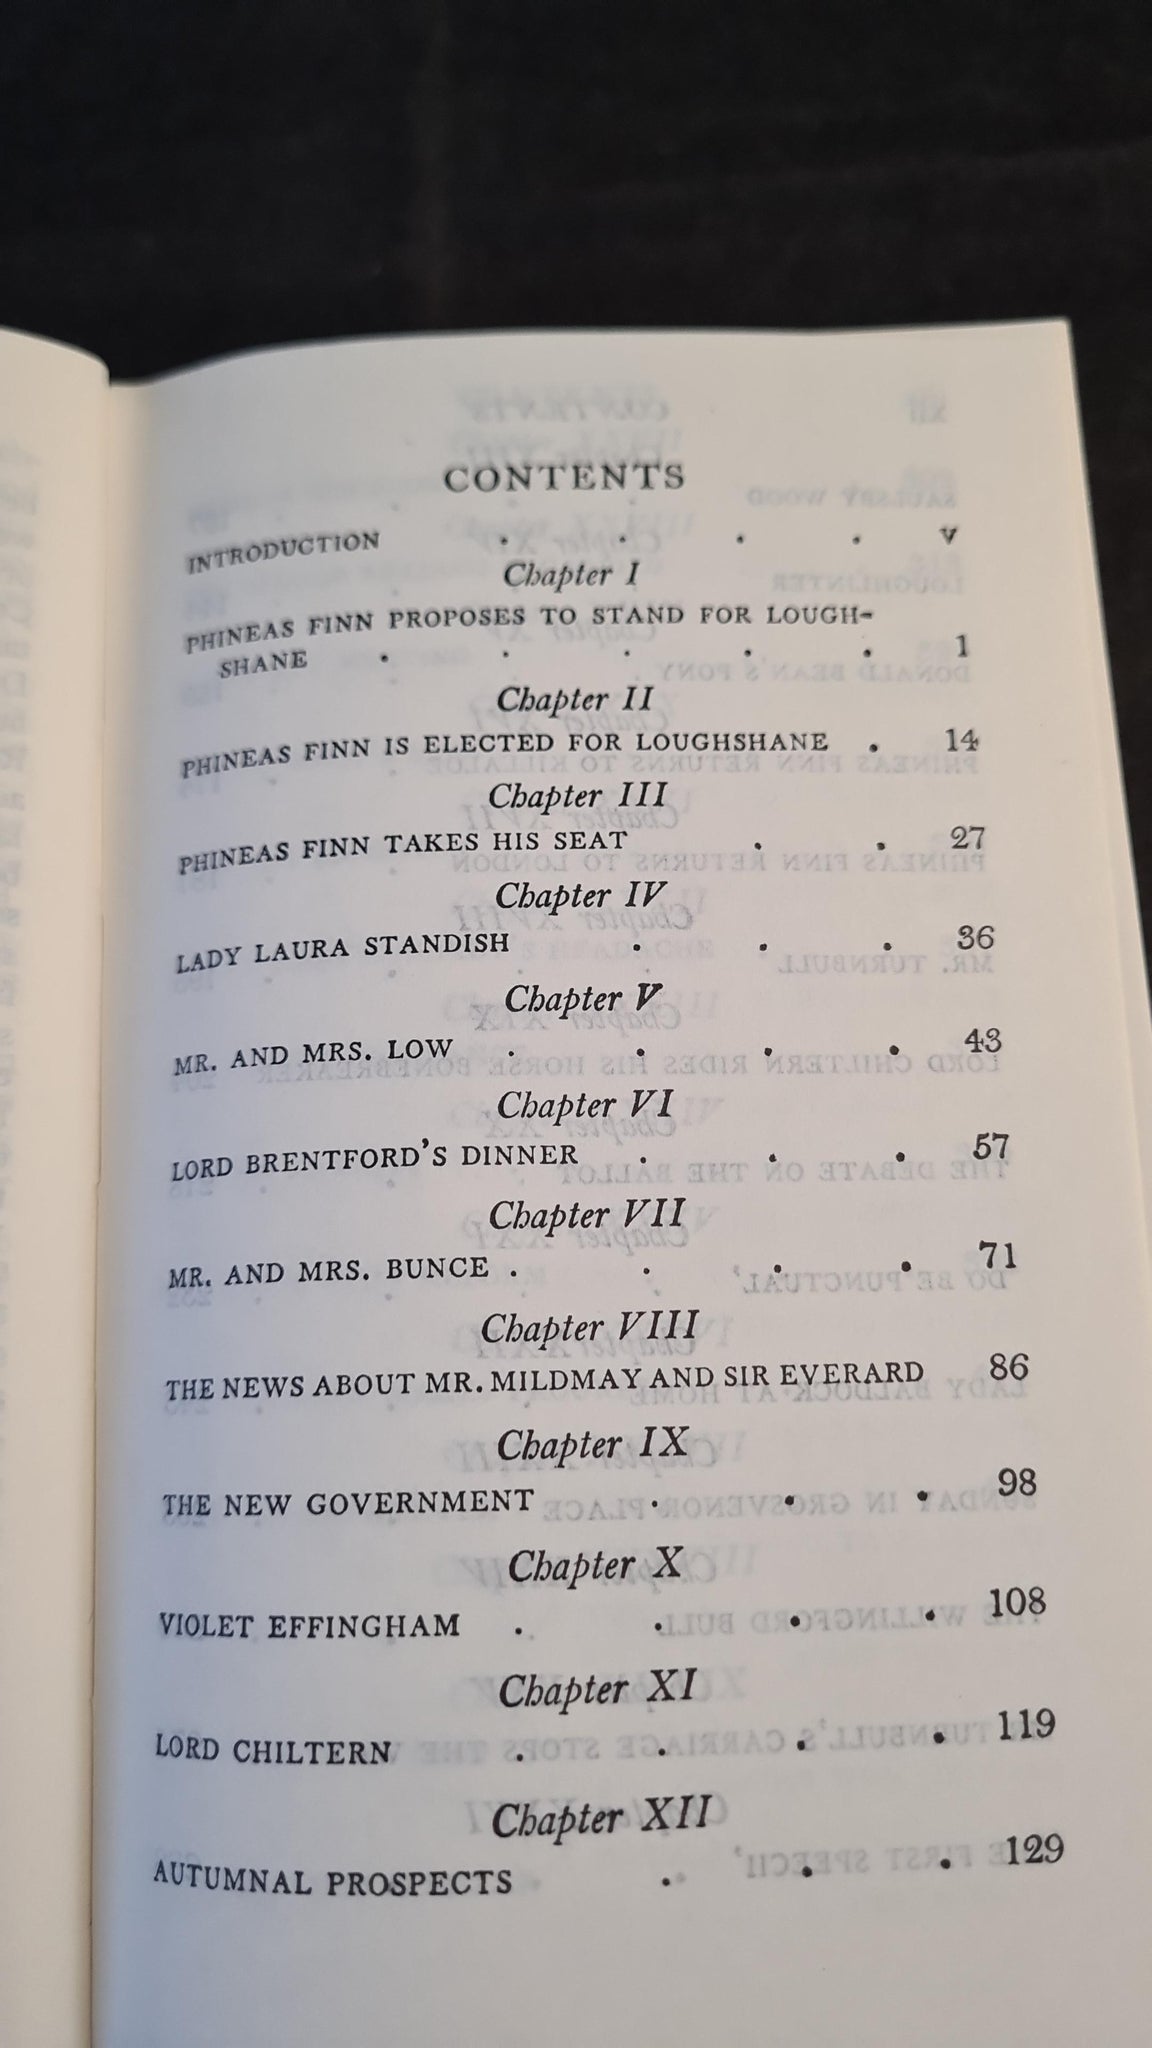 CONTENTS
INTRODUCTION . . . . v
Chapter I
PHINEAS FINN PROPOSES TO STAND FOR LOUGH-
SHANE . . . . . 1
Chapter II
PHINEAS FINN IS ELECTED FOR LOUGHSHANE . 14
Chapter III
PHINEAS FINN TAKES HIS SEAT . . 27
Chapter IV
LADY LAURA STANDISH . . . 36
Chapter V
MR. AND MRS. LOW . . . . 43
Chapter VI
LORD BRENTFORD'S DINNER . . . 57
Chapter VII
MR. AND MRS. BUNCE . . . . 71
Chapter VIII
THE NEWS ABOUT MR. MILDMAY AND SIR EVERARD 86
Chapter IX
THE NEW GOVERNMENT . . . 98
Chapter X
VIOLET EFFINGHAM . . . . 108
Chapter XI
LORD CHILTERN . . . . 119
Chapter XII
AUTUMNAL PROSPECTS . . . 129